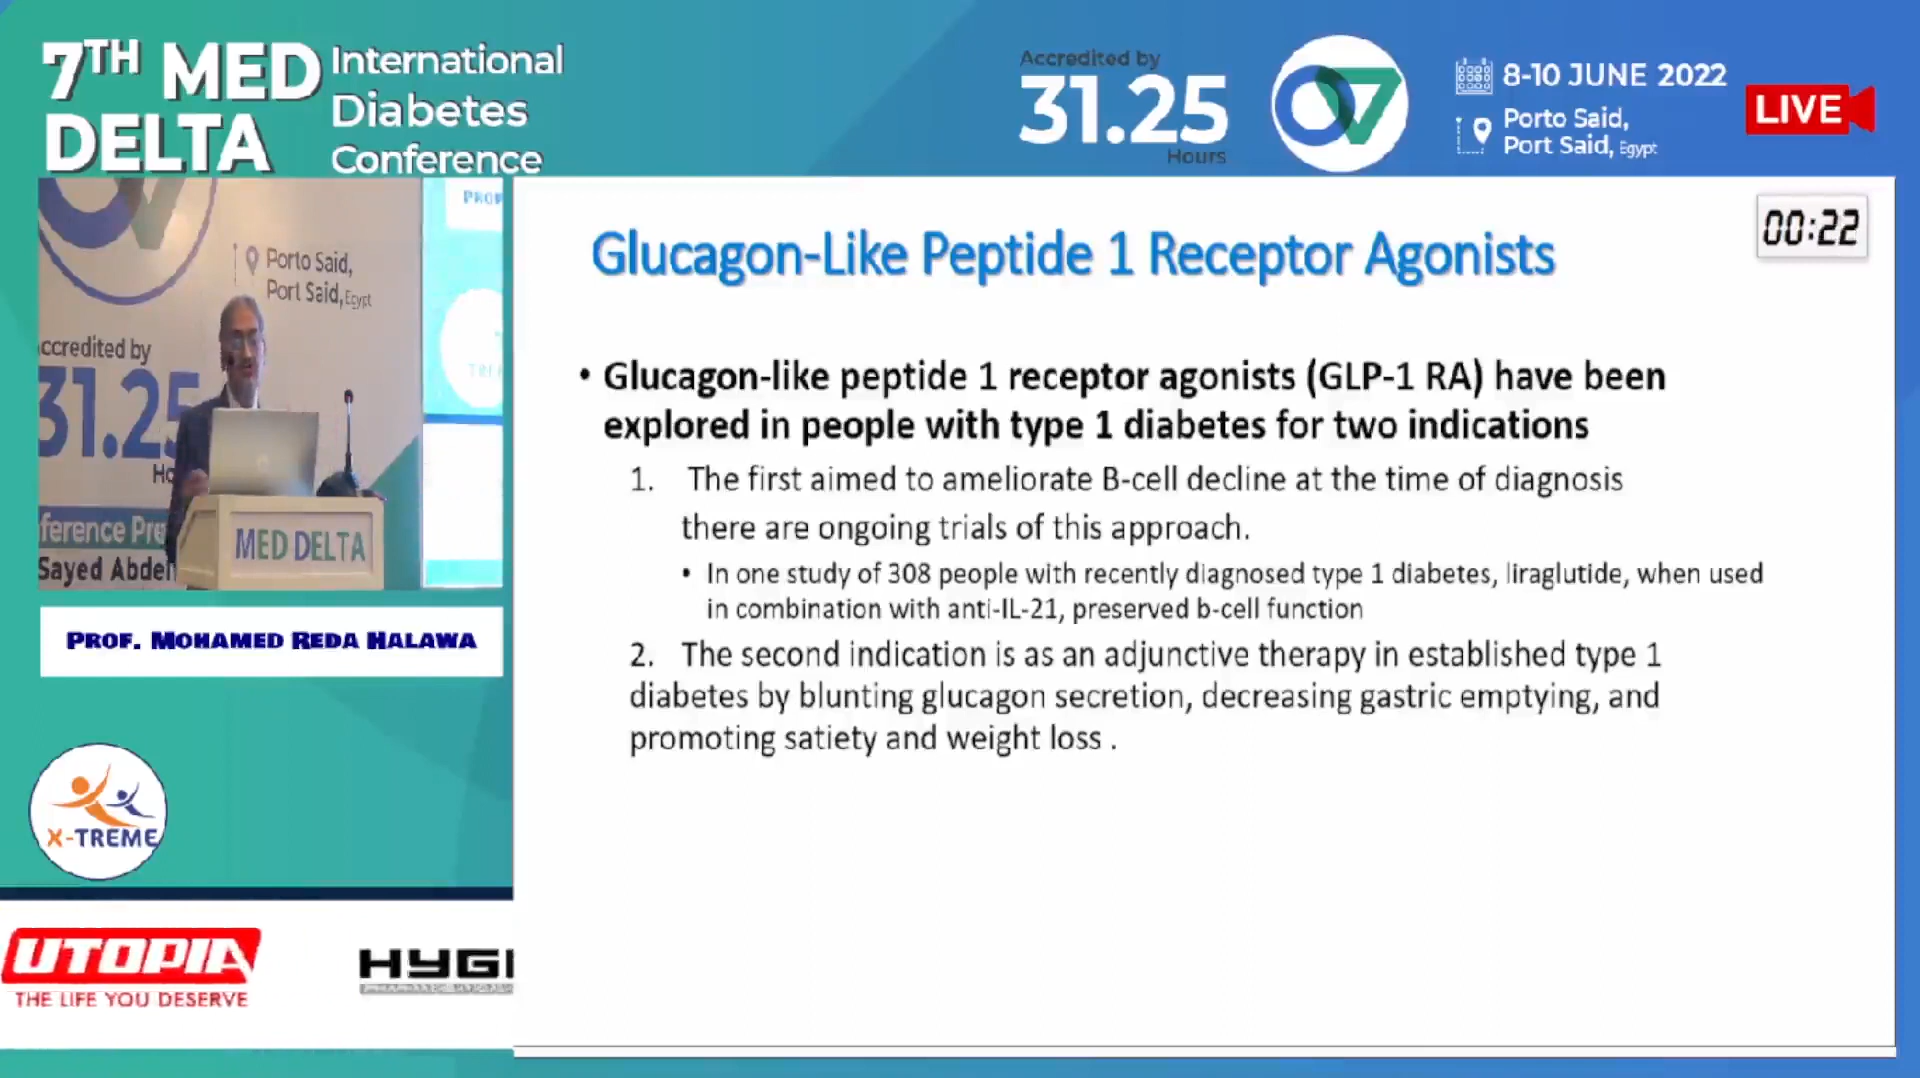 7TH MED
DELTA
International
Diabetes
Conference
Accredited by
31.25
Hours
8-10 JUNE 2022
Porto Said,
Port Said, Egypt
LIVE
PROF
Porto Said,
Port Said, Egypt
ccredited by
31.25
Ho
ference Pre
Sayed Abdel
MED DELTA
PROF. MOHAMED REDA HALAWA
X-TREME
UTOPIA
THE LIFE YOU DESERVE
HYGI
00:22
Glucagon-Like Peptide 1 Receptor Agonists
• Glucagon-like peptide 1 receptor agonists (GLP-1 RA) have been
explored in people with type 1 diabetes for two indications
1. The first aimed to ameliorate B-cell decline at the time of diagnosis
there are ongoing trials of this approach.
• In one study of 308 people with recently diagnosed type 1 diabetes, liraglutide, when used
in combination with anti-IL-21, preserved b-cell function
2. The second indication is as an adjunctive therapy in established type 1
diabetes by blunting glucagon secretion, decreasing gastric emptying, and
promoting satiety and weight loss .